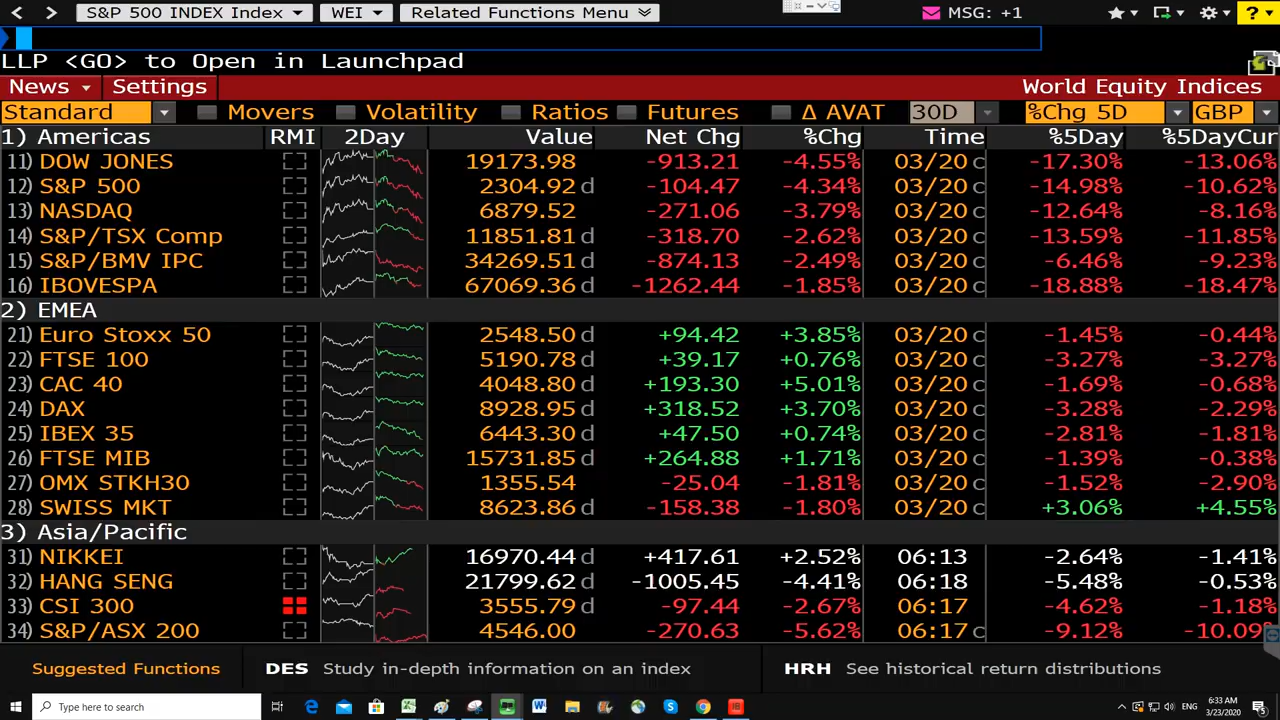 S&P 500 INDEX Index WEI Related Functions Menu MSG: +1 ?
LLP <GO> to Open in Launchpad
News Settings World Equity Indices
Standard Movers Volatility Ratios Futures Δ AVAT 30D %Chg 5D GBP
1) Americas RMI 2Day Value Net Chg %Chg Time %5Day %5DayCur
11) DOW JONES 19173.98 -913.21 -4.55% 03/20 c -17.30% -13.06%
12) S&P 500 2304.92 d -104.47 -4.34% 03/20 c -14.98% -10.62%
13) NASDAQ 6879.52 -271.06 -3.79% 03/20 c -12.64% -8.16%
14) S&P/TSX Comp 11851.81 d -318.70 -2.62% 03/20 c -13.59% -11.85%
15) S&P/BMV IPC 34269.51 d -874.13 -2.49% 03/20 c -6.46% -9.23%
16) IBOVESPA 67069.36 d -1262.44 -1.85% 03/20 c -18.88% -18.47%
2) EMEA
21) Euro Stoxx 50 2548.50 d +94.42 +3.85% 03/20 c -1.45% -0.44%
22) FTSE 100 5190.78 d +39.17 +0.76% 03/20 c -3.27% -3.27%
23) CAC 40 4048.80 d +193.30 +5.01% 03/20 c -1.69% -0.68%
24) DAX 8928.95 d +318.52 +3.70% 03/20 c -3.28% -2.29%
25) IBEX 35 6443.30 d +47.50 +0.74% 03/20 c -2.81% -1.81%
26) FTSE MIB 15731.85 d +264.88 +1.71% 03/20 c -1.39% -0.38%
27) OMX STKH30 1355.54 d -25.04 -1.81% 03/20 c -1.52% -2.90%
28) SWISS MKT 8623.86 d -158.38 -1.80% 03/20 c +3.06% +4.55%
3) Asia/Pacific
31) NIKKEI 16970.44 d +417.61 +2.52% 06:13 -2.64% -1.41%
32) HANG SENG 21799.62 d -1005.45 -4.41% 06:18 -5.48% -0.53%
33) CSI 300 3555.79 d -97.44 -2.67% 06:17 -4.62% -1.18%
34) S&P/ASX 200 4546.00 -270.63 -5.62% 06:17 c -9.12% -10.09%
Suggested Functions DES Study in-depth information on an index HRH See historical return distributions
Type here to search ENG 6:33 AM
3/23/2020